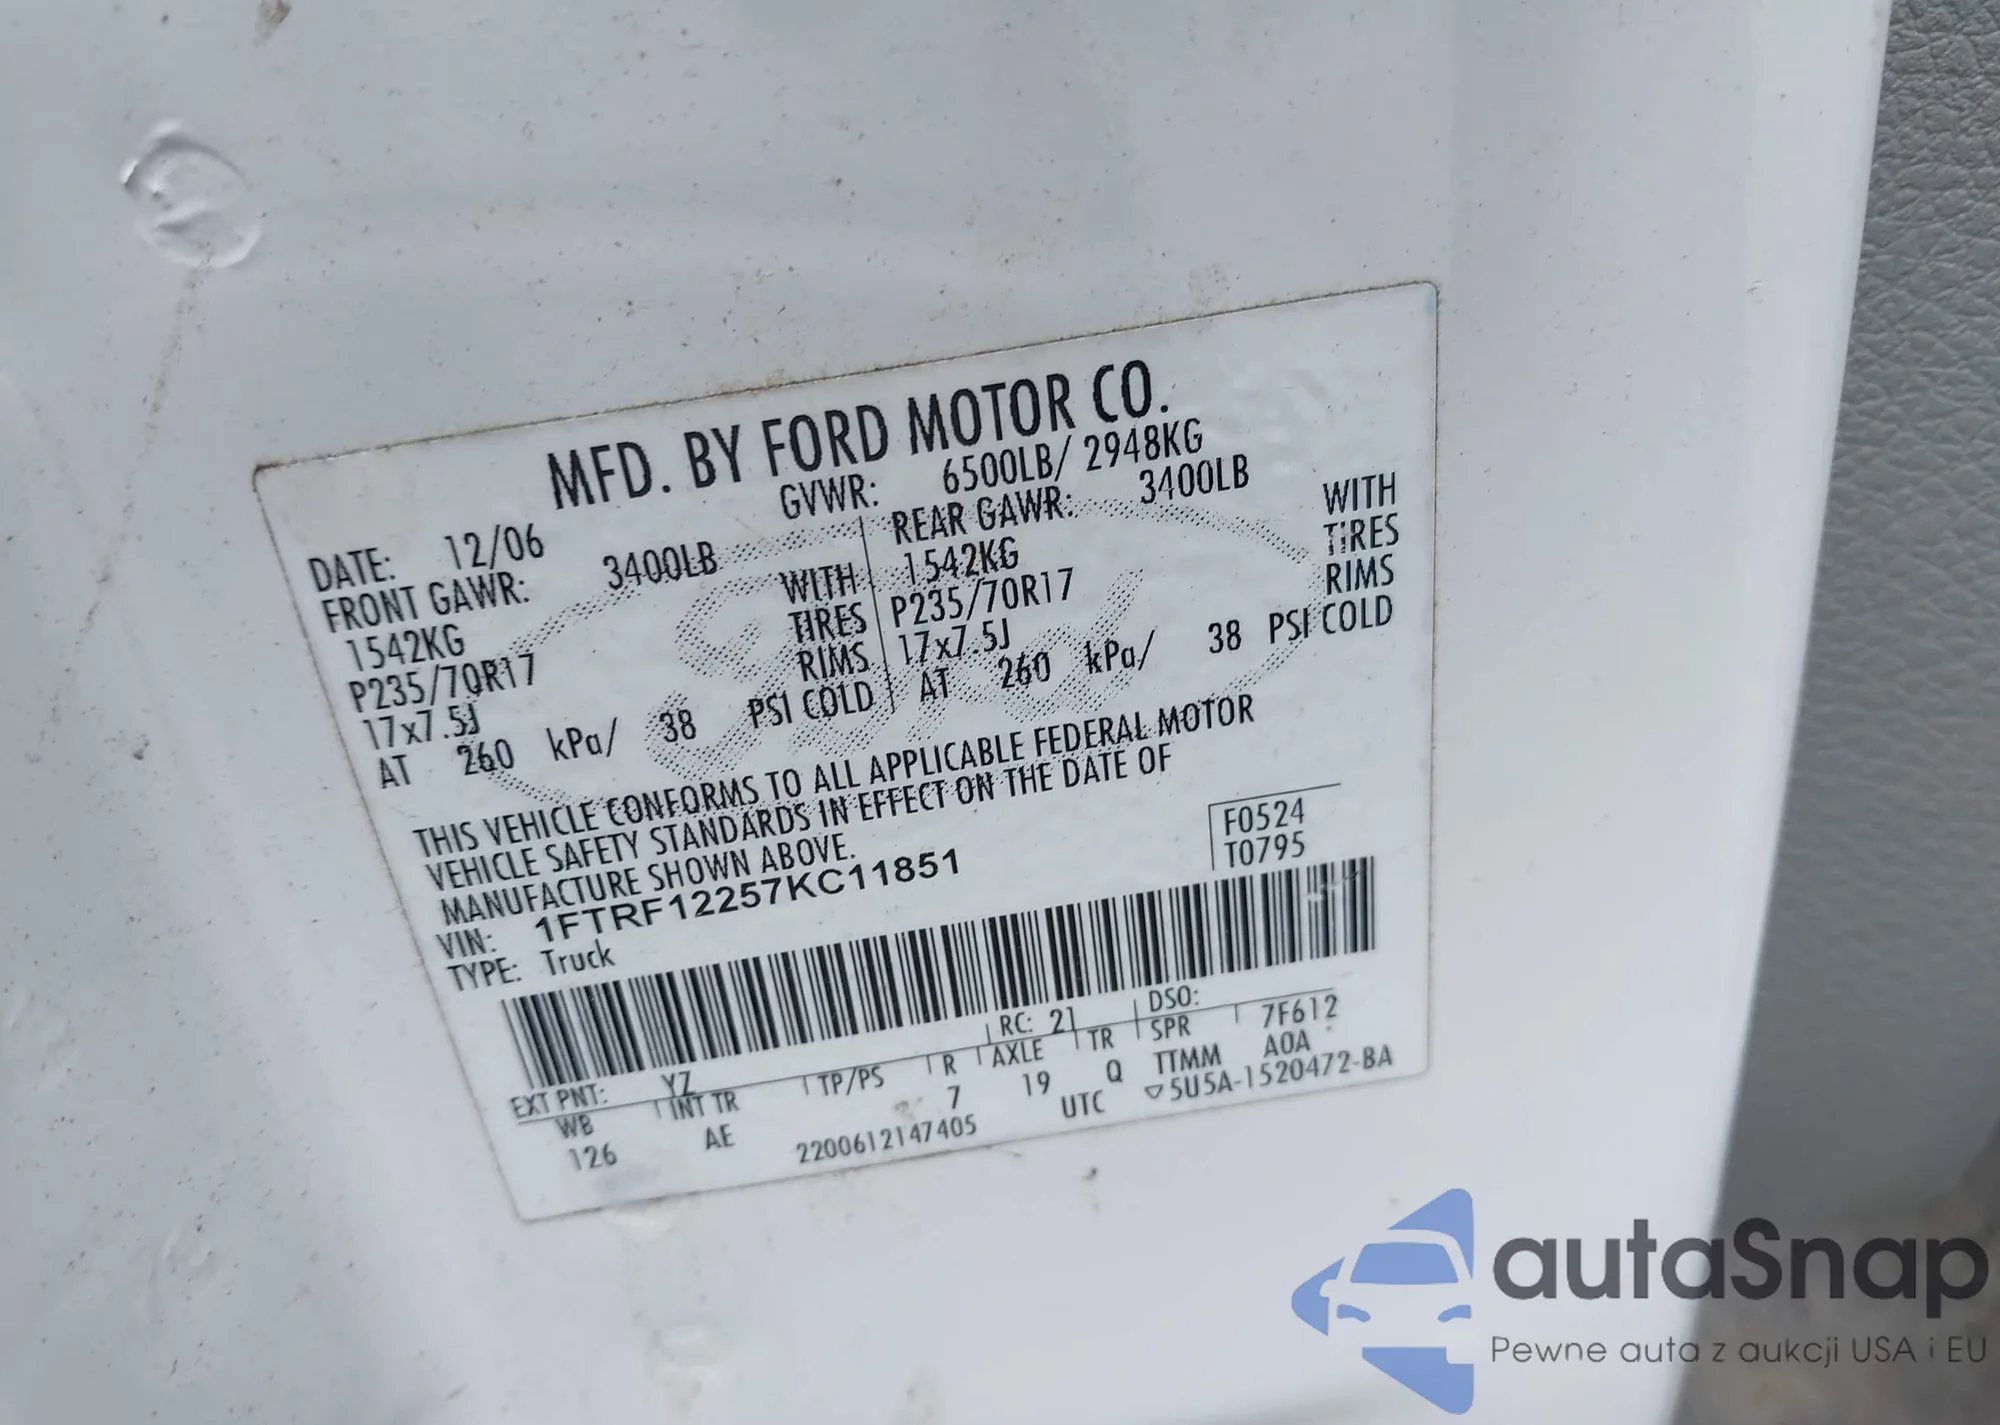 MFD. BY FORD MOTOR CO.
DATE: 12/06 GVWR: 6500LB/ 2948KG
FRONT GAWR: 3400LB REAR GAWR: 3400LB
1542KG WITH 1542KG WITH
P235/70R17 TIRES P235/70R17 TIRES
17x7.5J RIMS 17x7.5J RIMS
AT 260 kPa/ 38 PSI COLD AT 260 kPa/ 38 PSI COLD
THIS VEHICLE CONFORMS TO ALL APPLICABLE FEDERAL MOTOR
VEHICLE SAFETY STANDARDS IN EFFECT ON THE DATE OF
MANUFACTURE SHOWN ABOVE.
VIN: 1FTRF12257KC11851
TYPE: Truck
F0524
T0795
EXT PNT: YZ RC: 21 DSO:
WB INT TR TP/PS R AXLE TR SPR 7F612
126 AE 7 19 Q TTMM A0A
2200612147405 UTC ▽5U5A-1520472-BA
autaSnap
Pewne auta z aukcji USA i EU